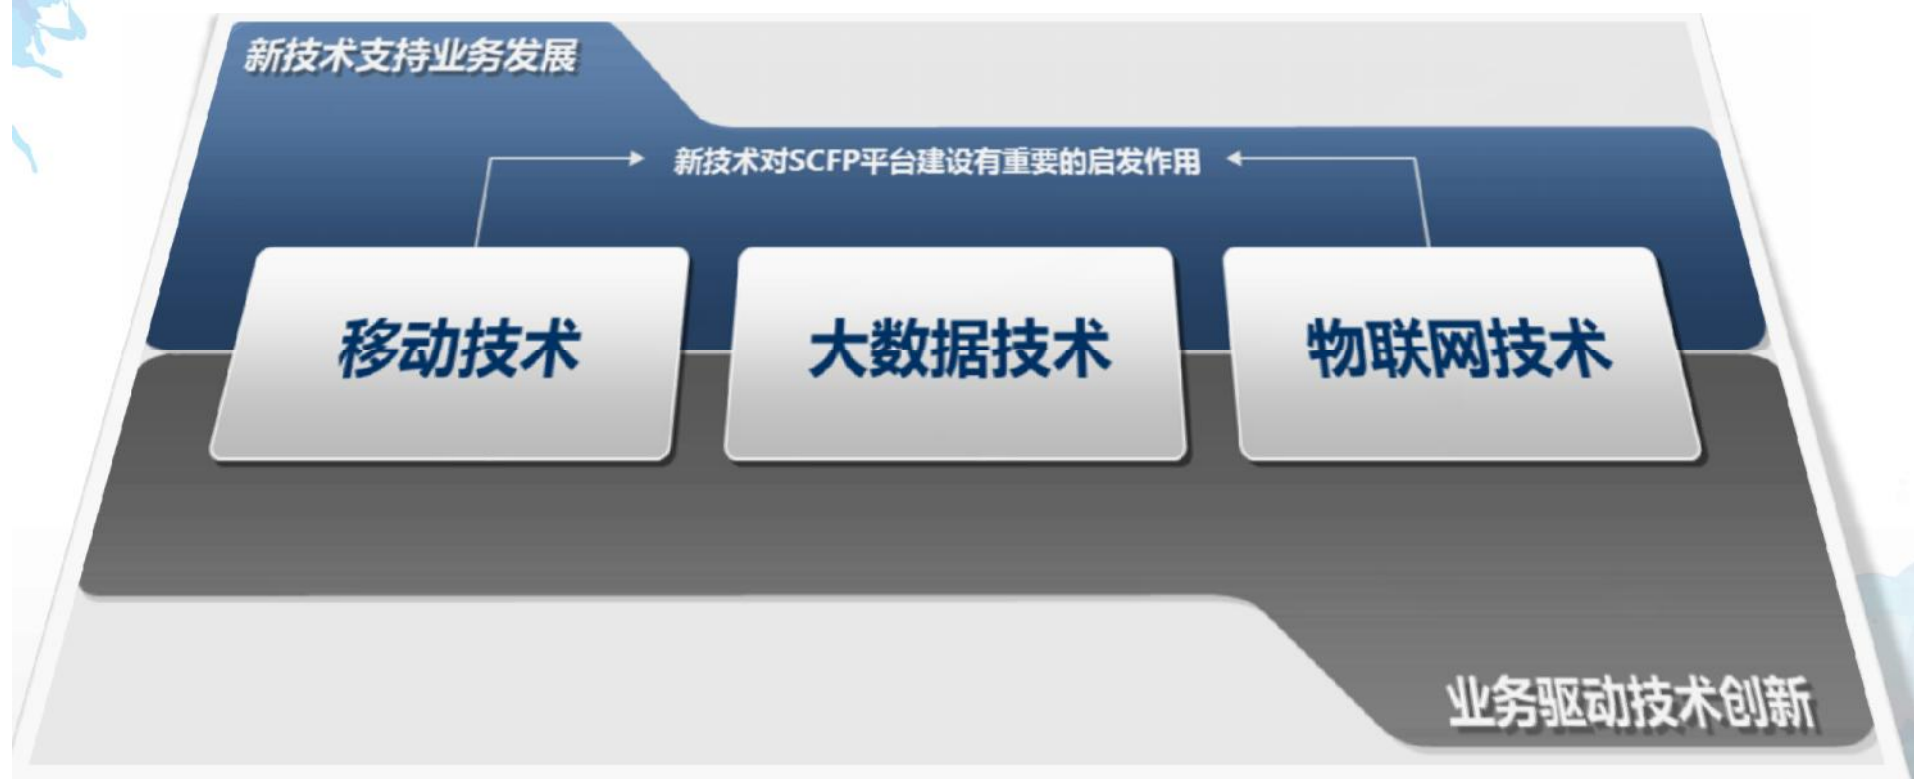 新技术支持业务发展
新技术对SCFP平台建设有重要的启发作用
移动技术
大数据技术
物联网技术
业务驱动技术创新